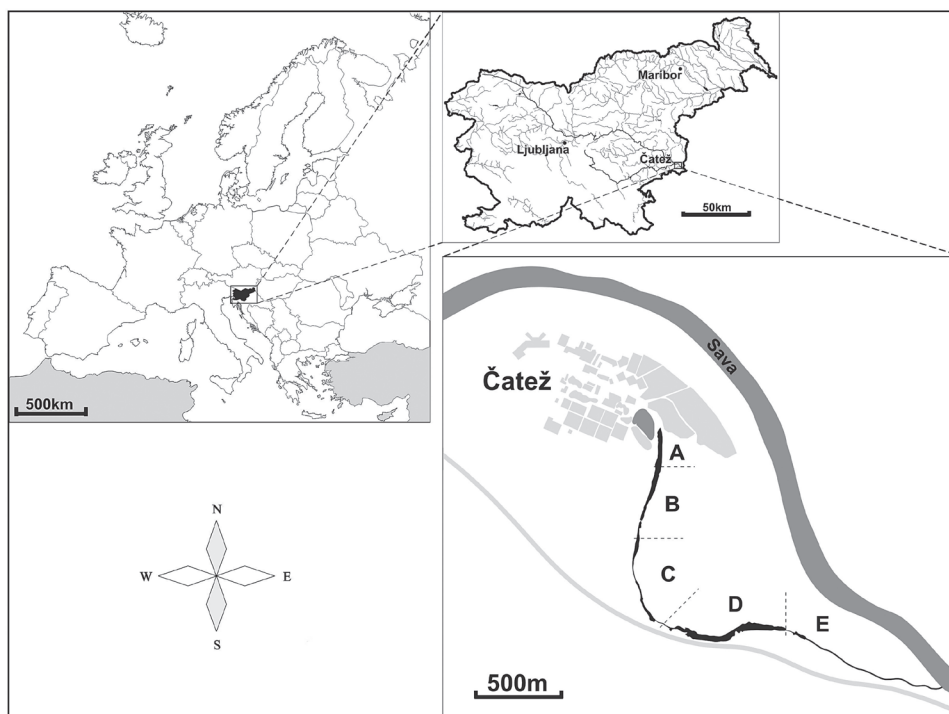 500km
N
W
E
S
Maribor
Ljubljana
Čatež
50km
Sava
Čatež
A
B
C
D
E
500m